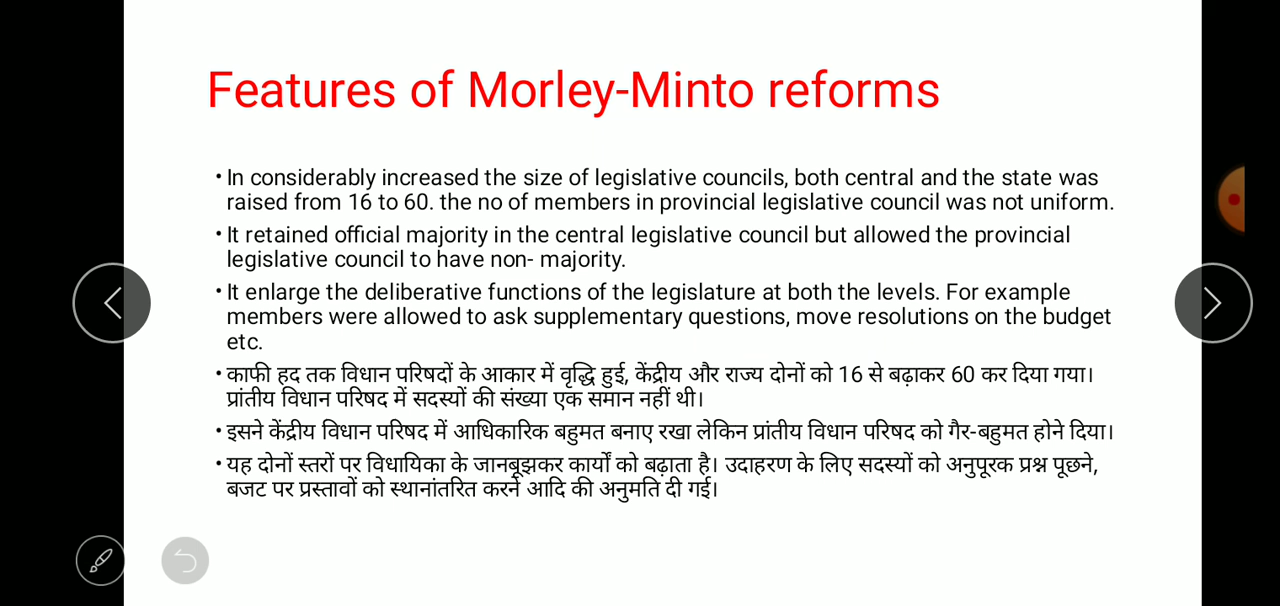 Features of Morley-Minto reforms
• In considerably increased the size of legislative councils, both central and the state was
raised from 16 to 60. the no of members in provincial legislative council was not uniform.
• It retained official majority in the central legislative council but allowed the provincial
legislative council to have non- majority.
• It enlarge the deliberative functions of the legislature at both the levels. For example
members were allowed to ask supplementary questions, move resolutions on the budget
etc.
• काफी हद तक विधान परिषदों के आकार में वृद्धि हुई, केंद्रीय और राज्य दोनों को 16 से बढ़ाकर 60 कर दिया गया।
प्रांतीय विधान परिषद में सदस्यों की संख्या एक समान नहीं थी।
• इसने केंद्रीय विधान परिषद में आधिकारिक बहुमत बनाए रखा लेकिन प्रांतीय विधान परिषद को गैर-बहुमत होने दिया।
• यह दोनों स्तरों पर विधायिका के जानबूझकर कार्यों को बढ़ाता है। उदाहरण के लिए सदस्यों को अनुपूरक प्रश्न पूछने,
बजट पर प्रस्तावों को स्थानांतरित करने आदि की अनुमति दी गई।